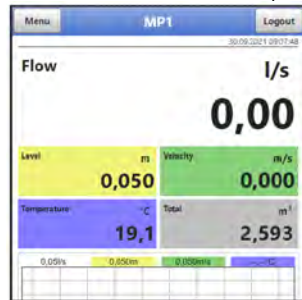 Menu MP1 Logout
30.09.2021 09:07:48
Flow l/s
0,00
Level m Velocity m/s
0,050 0,000
Temperature °C Total m³
19,1 2,593
0,05l/s 0,050m 0,050m/s